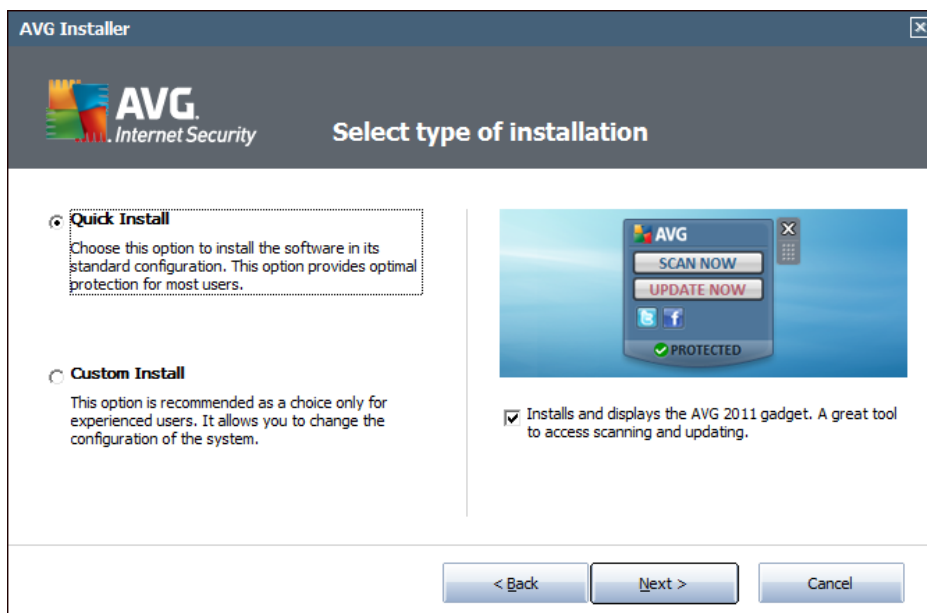 AVG Installer
AVG.
Internet Security
Select type of installation
Quick Install
Choose this option to install the software in its
standard configuration. This option provides optimal
protection for most users.
Custom Install
This option is recommended as a choice only for
experienced users. It allows you to change the
configuration of the system.
AVG
SCAN NOW
UPDATE NOW
PROTECTED
Installs and displays the AVG 2011 gadget. A great tool
to access scanning and updating.
< Back
Next >
Cancel